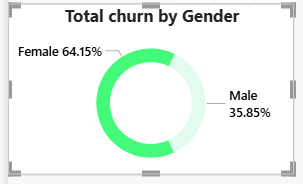 Total churn by Gender
Female 64.15%
Male
35.85%